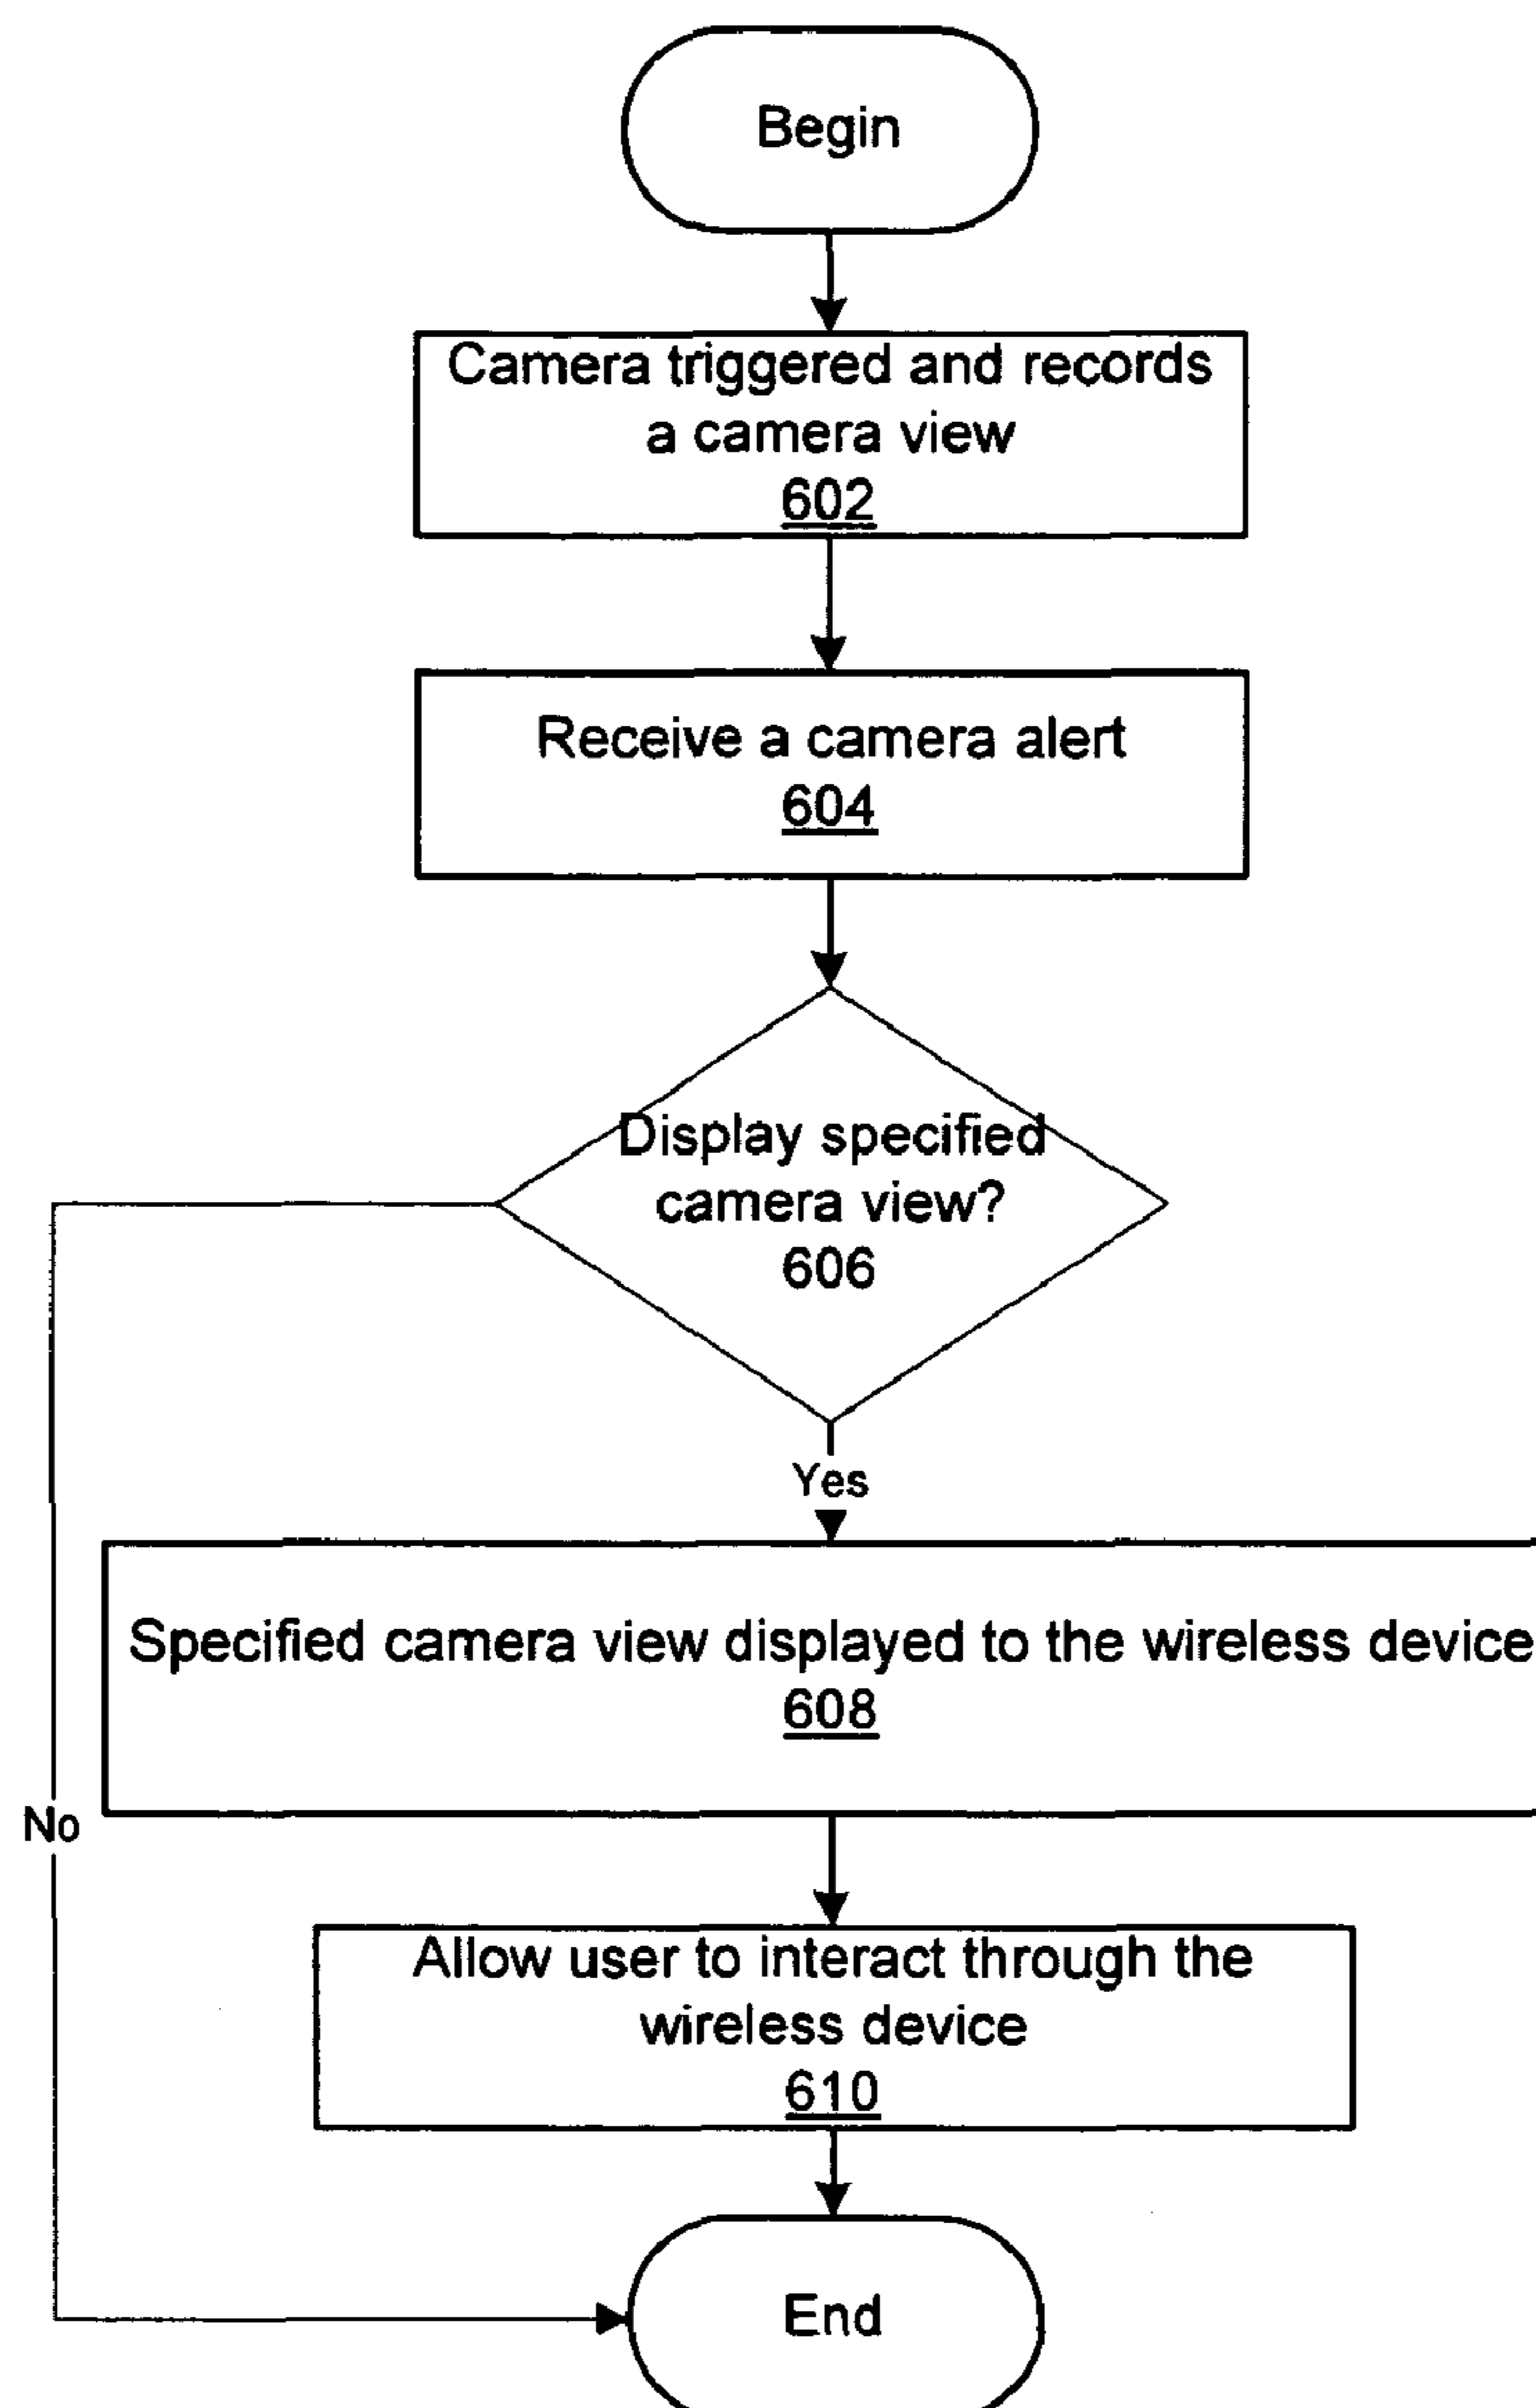 Begin
Camera triggered and records
a camera view
602
Receive a camera alert
604
Display specified
camera view?
606
Yes
Specified camera view displayed to the wireless device
608
No
Allow user to interact through the
wireless device
610
End